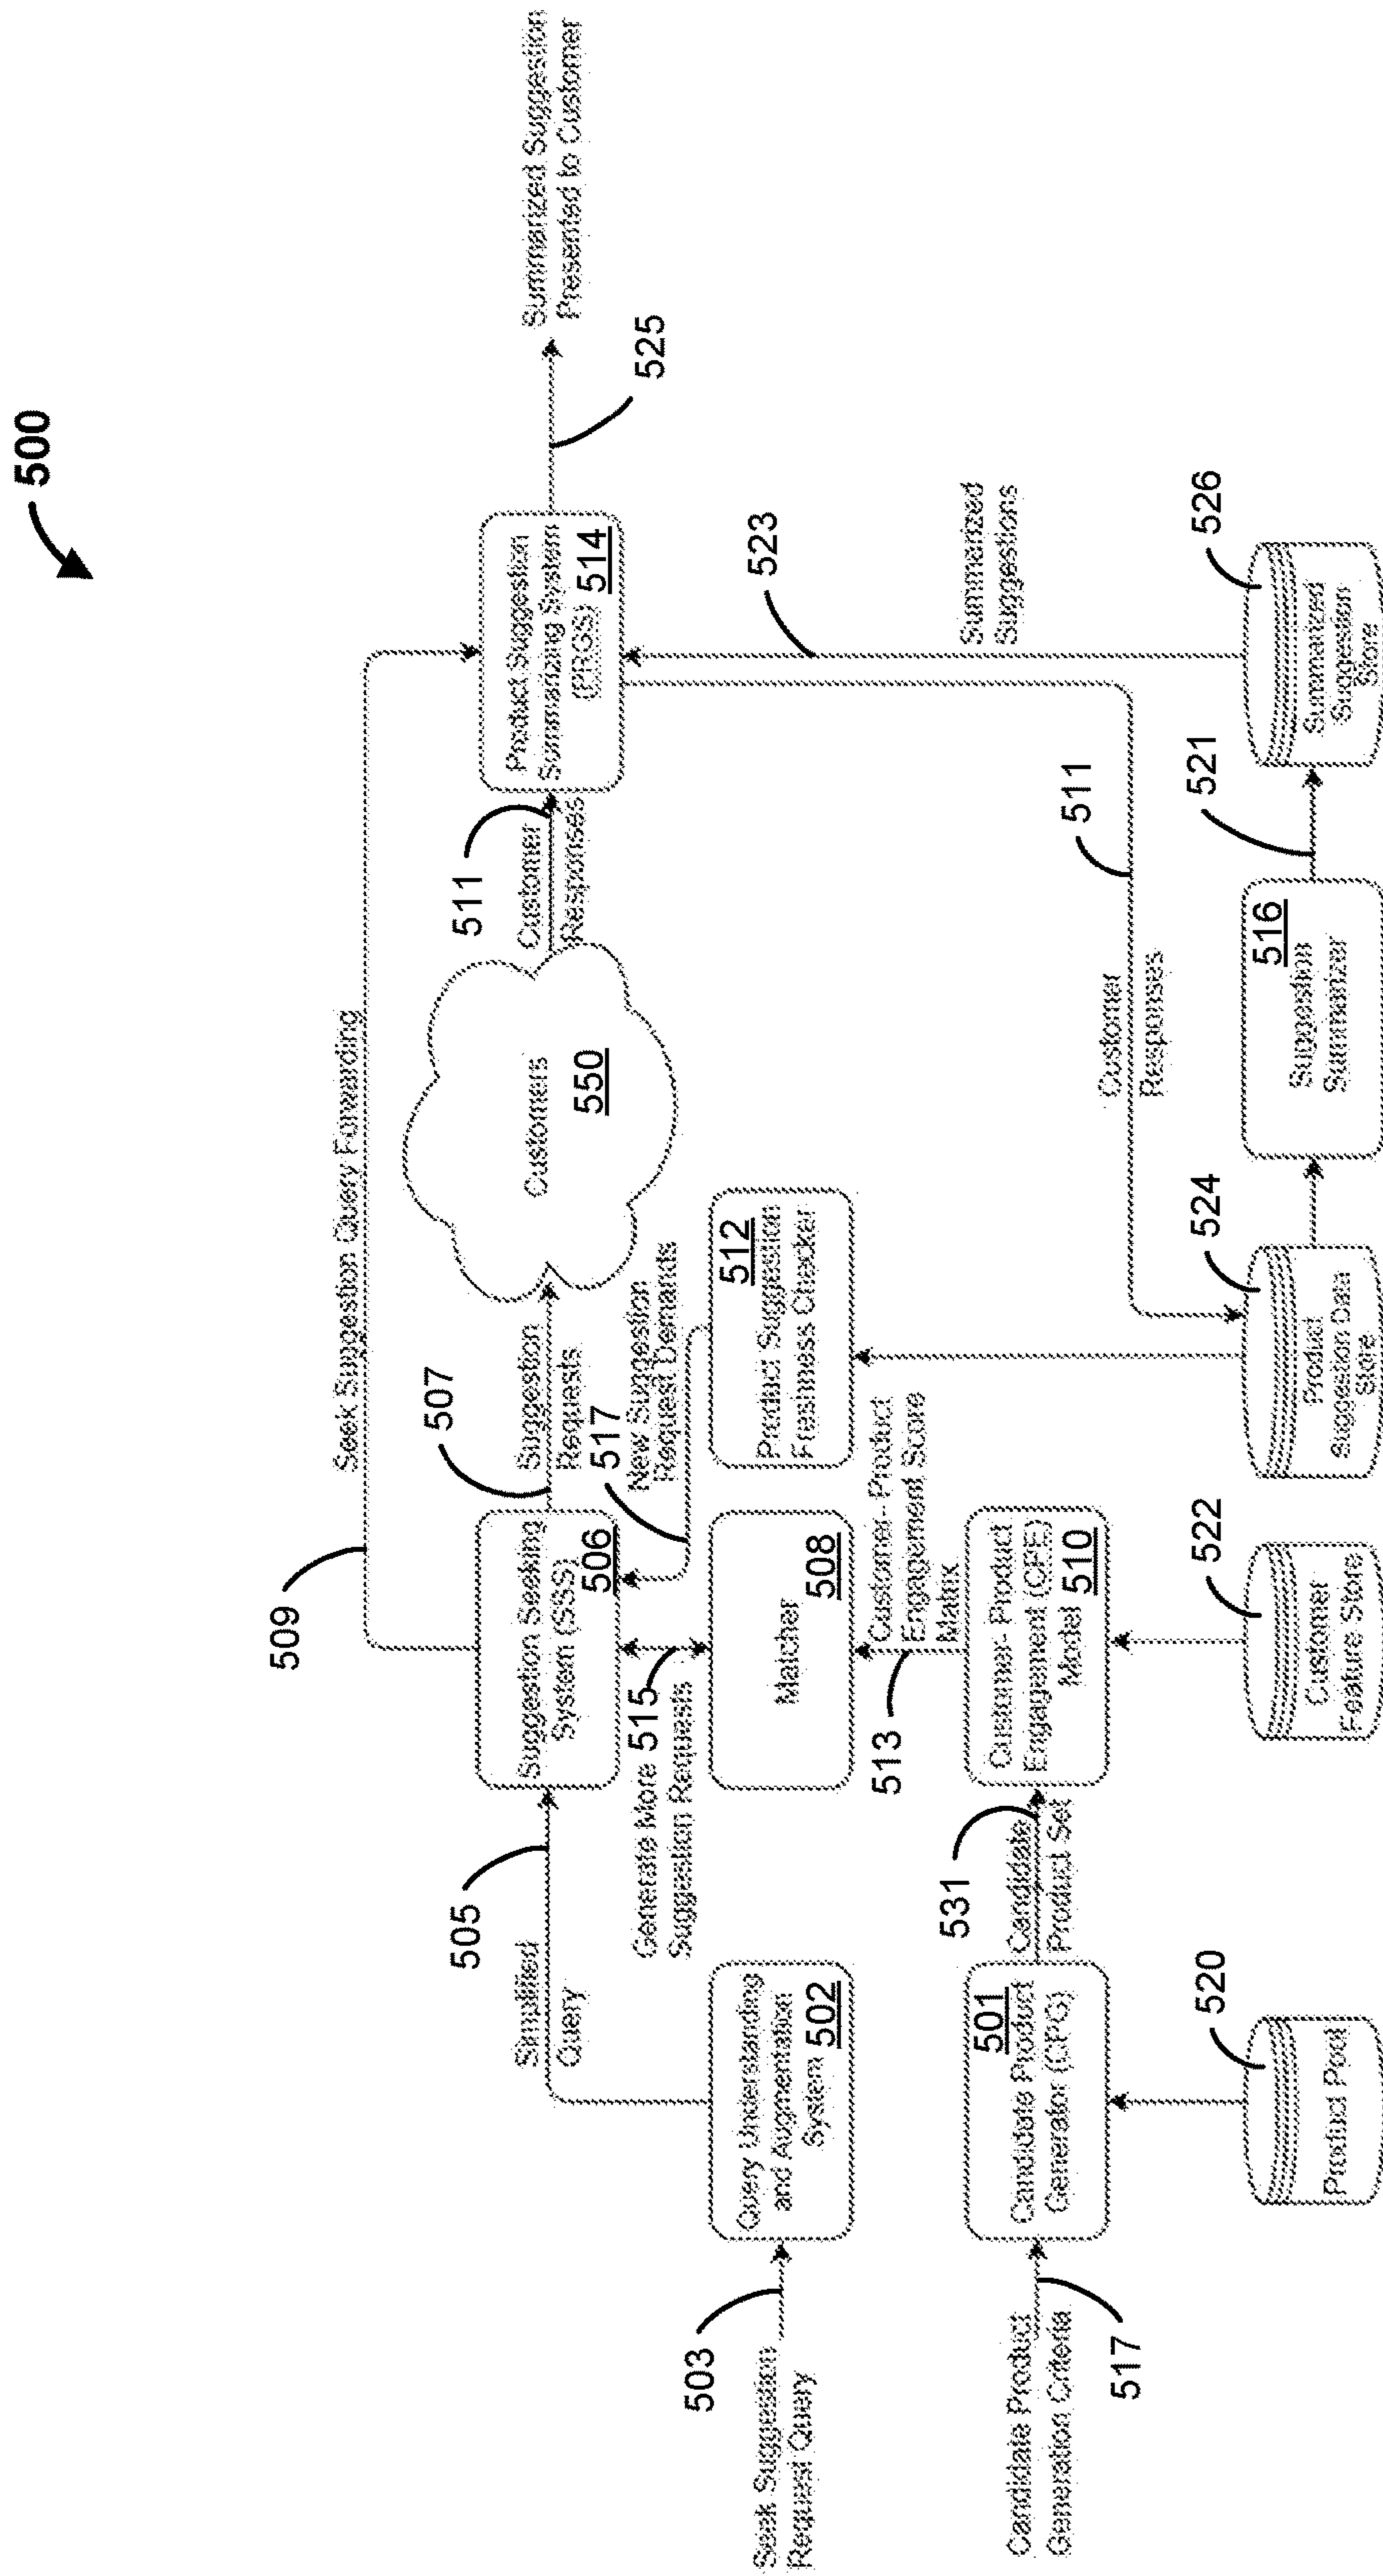 500
Seek Suggestion Query Forwarding
509
Simplified
Query
505
Suggestion Seeking
System (SSS)
506
507
Suggestion
Requests
Customers
550
511
Customer
Responses
Product Suggestion
Summarizing System
(PRGS)
514
525
Summarized Suggestion
Presented to Customer
Generate More
Suggestion Requests
515
517
New Suggestion
Request Demands
Seek Suggestion
Request Query
503
Query Understanding
and Augmentation
System
502
Matcher
508
Product Suggestion
Freshness Checker
512
523
Summarized
Suggestions
513
Customer- Product
Engagement Score
Matrix
Candidate Product
Generation Criteria
517
501
Candidate Product
Generator (CPG)
531
Candidate
Product Set
Customer- Product
Engagement (CPE)
Model
510
Customer
Responses
511
520
Product Pool
522
Customer
Feature Store
524
Product
Suggestion Data
Store
516
Suggestion
Summarizer
521
526
Summarized
Suggestion
Store